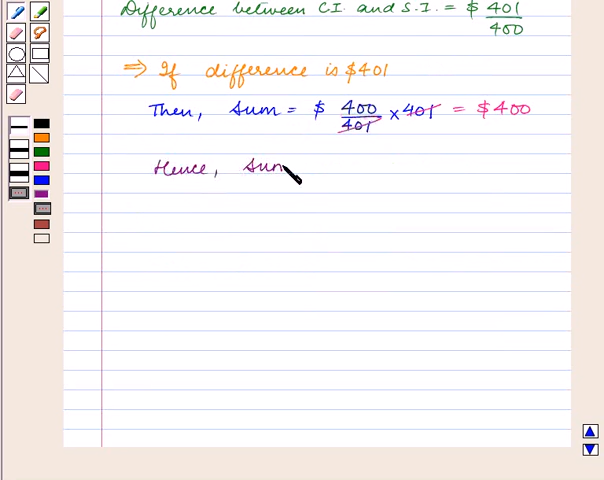 Difference between C.I. and S.I. = $ 401/400
⇒ If difference is $401
Then, Sum = $ 400/401 × 401 = $400
Hence, Sum